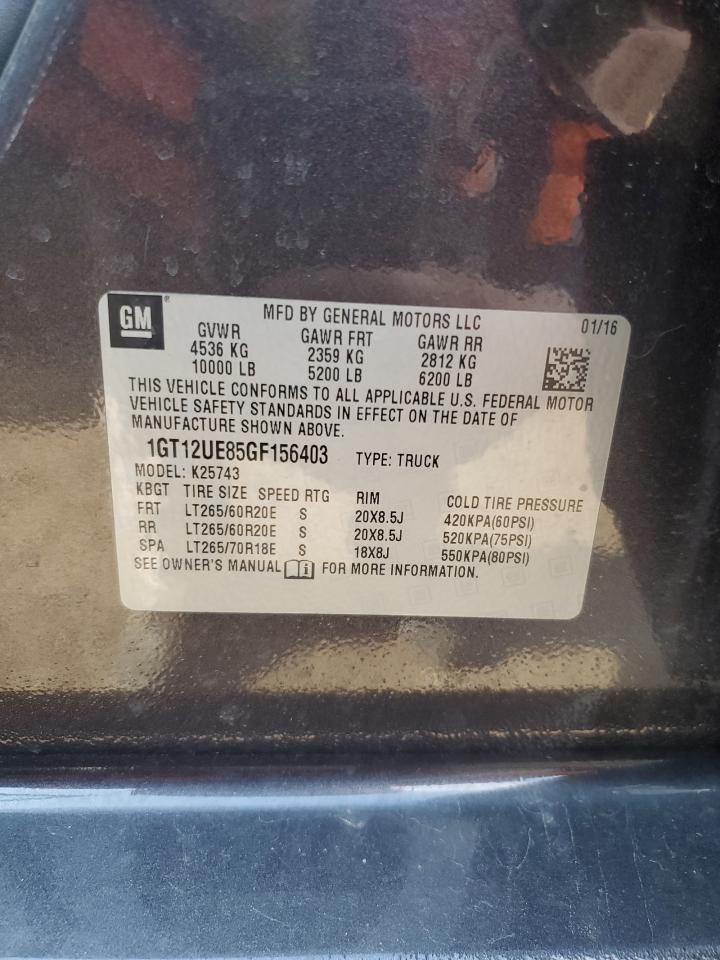 GM
MFD BY GENERAL MOTORS LLC 01/16
GVWR GAWR FRT GAWR RR
4536 KG 2359 KG 2812 KG
10000 LB 5200 LB 6200 LB
THIS VEHICLE CONFORMS TO ALL APPLICABLE U.S. FEDERAL MOTOR
VEHICLE SAFETY STANDARDS IN EFFECT ON THE DATE OF
MANUFACTURE SHOWN ABOVE.
1GT12UE85GF156403 TYPE: TRUCK
MODEL: K25743
KBGT TIRE SIZE SPEED RTG RIM COLD TIRE PRESSURE
FRT LT265/60R20E S 20X8.5J 420KPA(60PSI)
RR LT265/60R20E S 20X8.5J 520KPA(75PSI)
SPA LT265/70R18E S 18X8J 550KPA(80PSI)
SEE OWNER'S MANUAL FOR MORE INFORMATION.